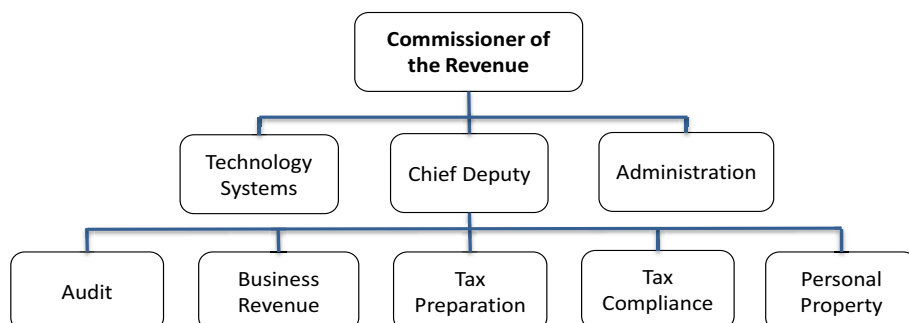 Commissioner of
the Revenue
Technology
Systems
Chief Deputy
Administration
Audit
Business
Revenue
Tax
Preparation
Tax
Compliance
Personal
Property